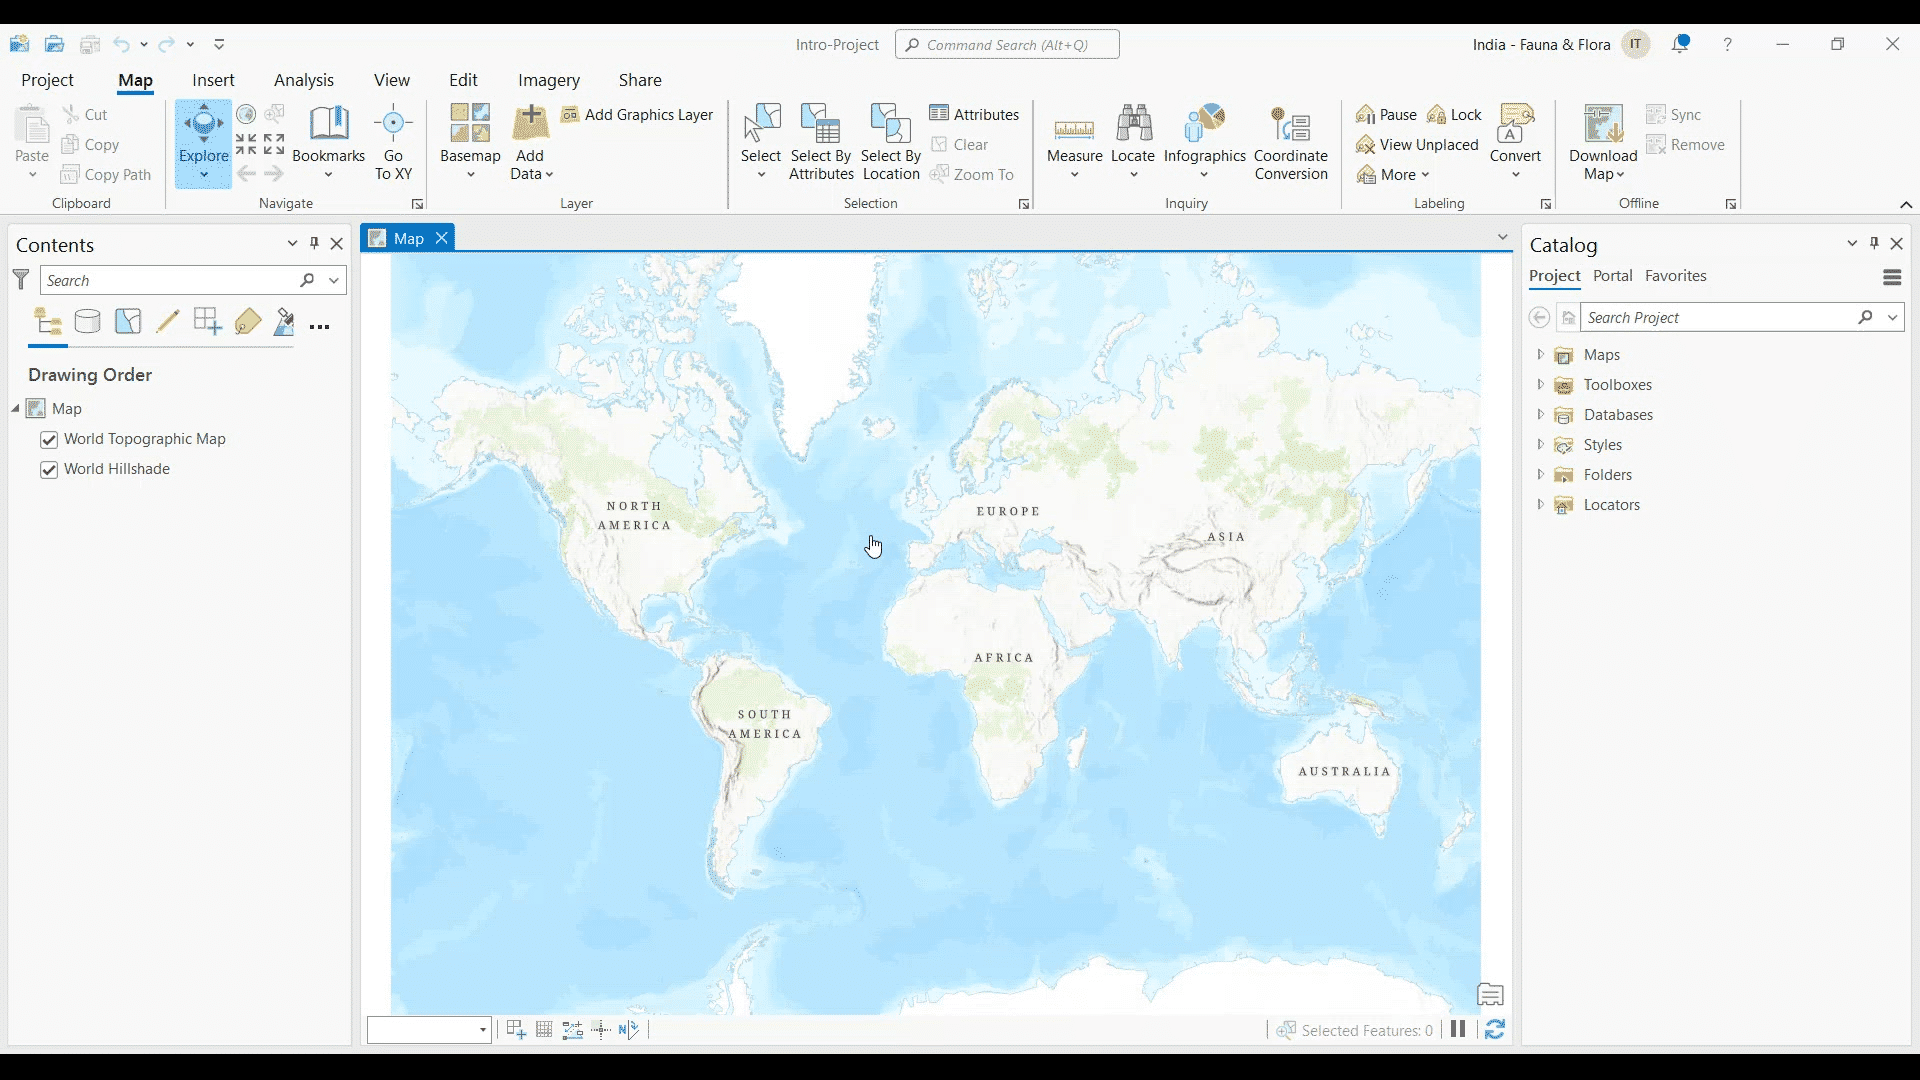 Intro-Project
Command Search (Alt+Q)
India - Fauna & Flora
IT
?
Project
Map
Insert
Analysis
View
Edit
Imagery
Share
Paste
Cut
Copy
Copy Path
Clipboard
Explore
Bookmarks
Go
To XY
Navigate
Basemap
Add
Data
Add Graphics Layer
Layer
Select
Select By
Attributes
Select By
Location
Attributes
Clear
Zoom To
Selection
Measure
Locate
Infographics
Coordinate
Conversion
Inquiry
Pause
Lock
View Unplaced
More
A
Convert
Labeling
Download
Map
Sync
Remove
Offline
Contents
Search
Drawing Order
Map
World Topographic Map
World Hillshade
Map
NORTH
AMERICA
EUROPE
ASIA
AFRICA
SOUTH
AMERICA
AUSTRALIA
N
Selected Features: 0
Catalog
Project
Portal
Favorites
Search Project
Maps
Toolboxes
Databases
Styles
Folders
Locators